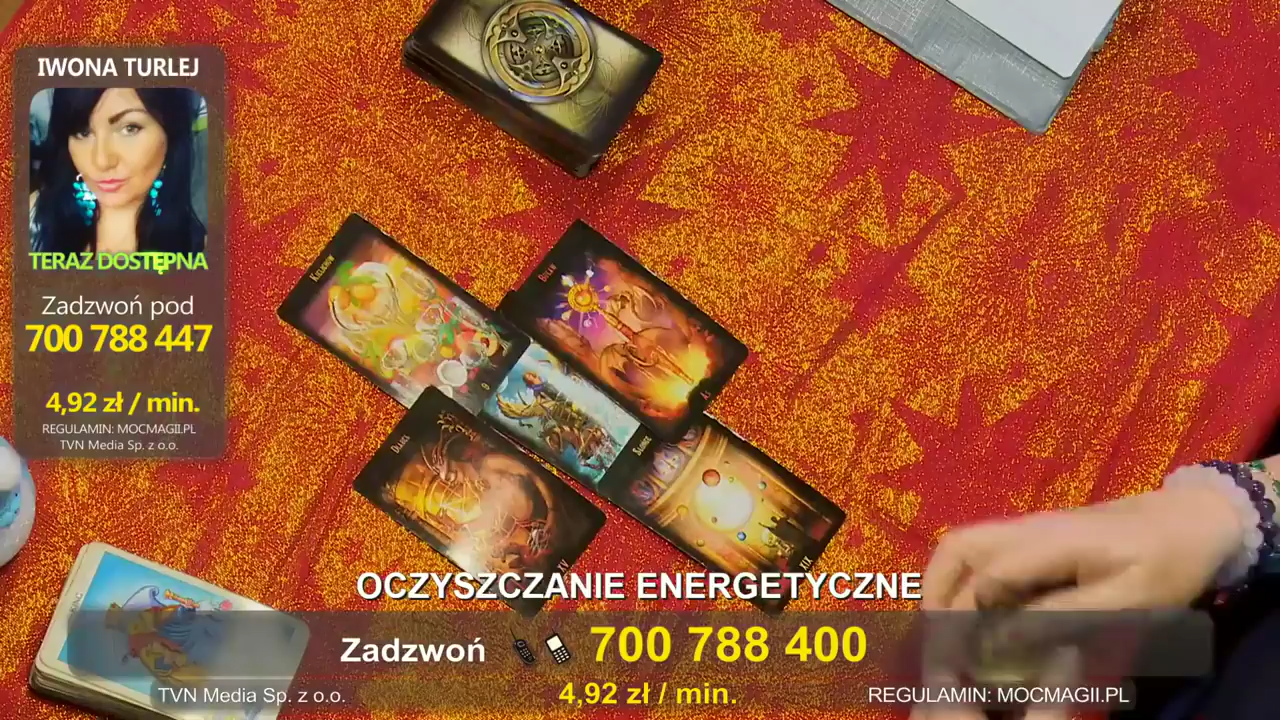 IWONA TURLEJ
TERAZ DOSTĘPNA
Zadzwoń pod
700 788 447
4,92 zł / min.
REGULAMIN: MOCMAGII.PL
TVN Media Sp. z o.o.
OCZYSZCZANIE ENERGETYCZNE
Zadzwoń 700 788 400
TVN Media Sp. z o.o. 4,92 zł / min. REGULAMIN: MOCMAGII.PL